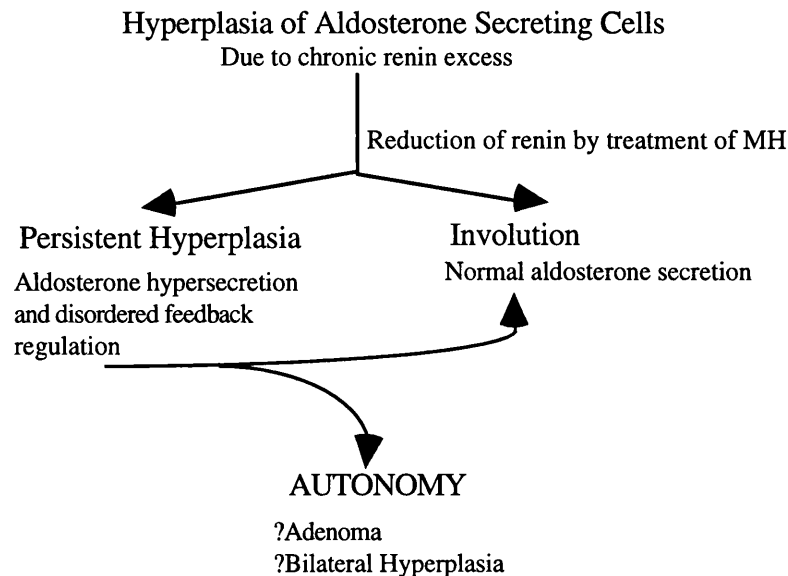 Hyperplasia of Aldosterone Secreting Cells
Due to chronic renin excess
Reduction of renin by treatment of MH
Persistent Hyperplasia
Aldosterone hypersecretion
and disordered feedback
regulation
Involution
Normal aldosterone secretion
AUTONOMY
?Adenoma
?Bilateral Hyperplasia